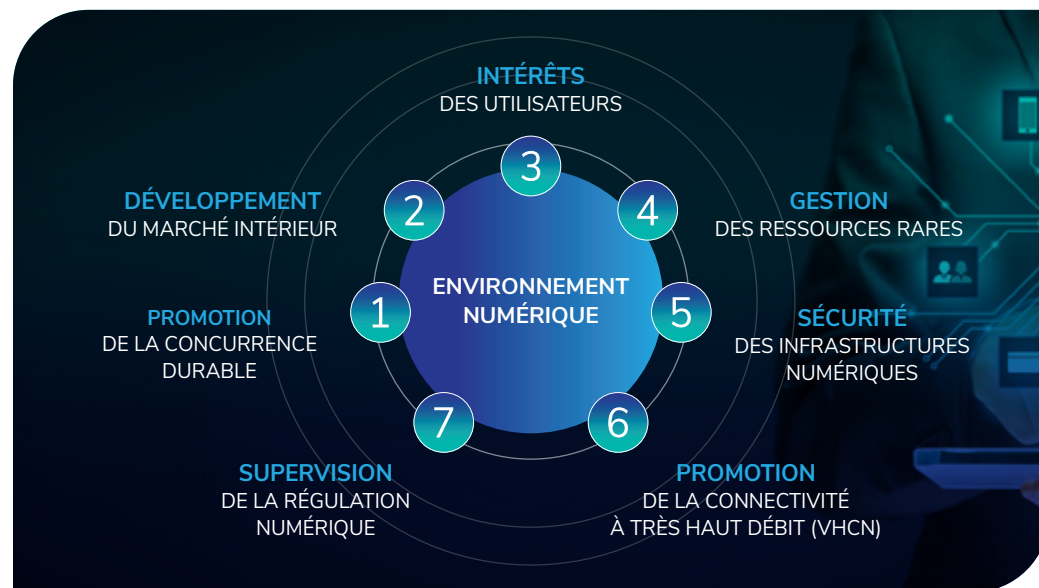 INTÉRÊTS
DES UTILISATEURS
3
DÉVELOPPEMENT
DU MARCHÉ INTÉRIEUR
2
4
GESTION
DES RESSOURCES RARES
ENVIRONNEMENT
NUMÉRIQUE
PROMOTION
DE LA CONCURRENCE
DURABLE
1
5
SÉCURITÉ
DES INFRASTRUCTURES
NUMÉRIQUES
7
6
SUPERVISION
DE LA RÉGULATION
NUMÉRIQUE
PROMOTION
DE LA CONNECTIVITÉ
À TRÈS HAUT DÉBIT (VHCN)